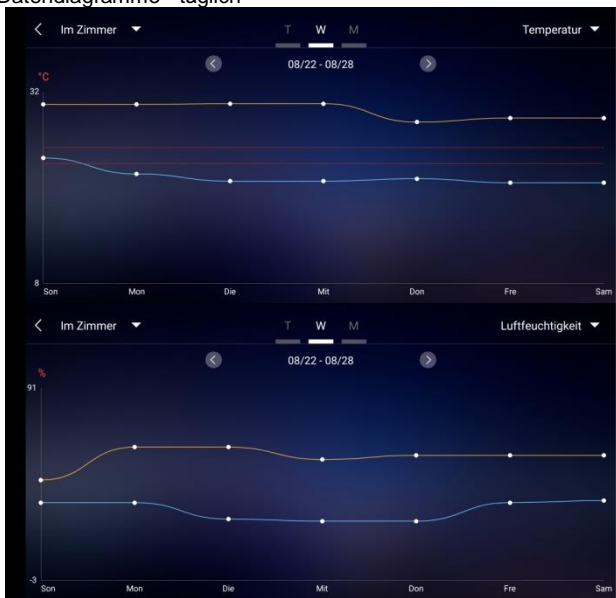 Datendiagramme - täglich
Im Zimmer T W M Temperatur
08/22 - 08/28
°C
32
8
Son Mon Die Mit Don Fre Sam
Im Zimmer T W M Luftfeuchtigkeit
08/22 - 08/28
%
91
-3
Son Mon Die Mit Don Fre Sam